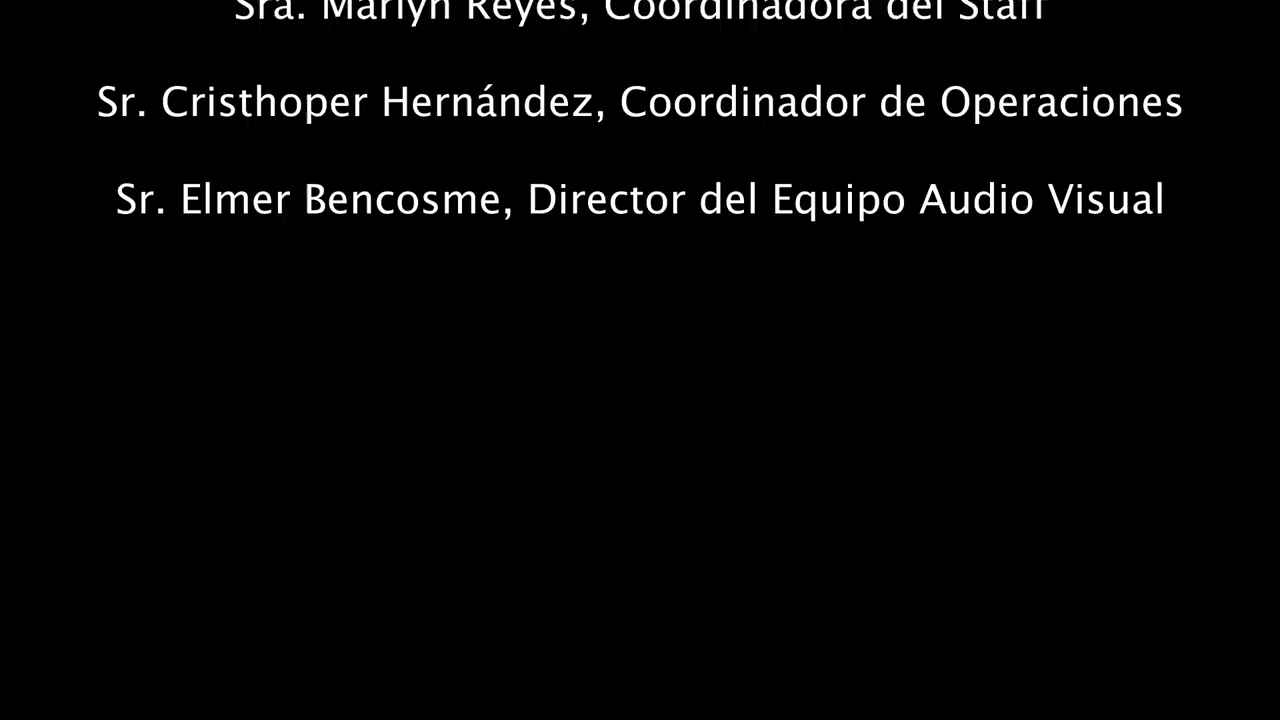 Sra. Marlyn Reyes, Coordinadora del Staff
Sr. Cristhoper Hernández, Coordinador de Operaciones
Sr. Elmer Bencosme, Director del Equipo Audio Visual